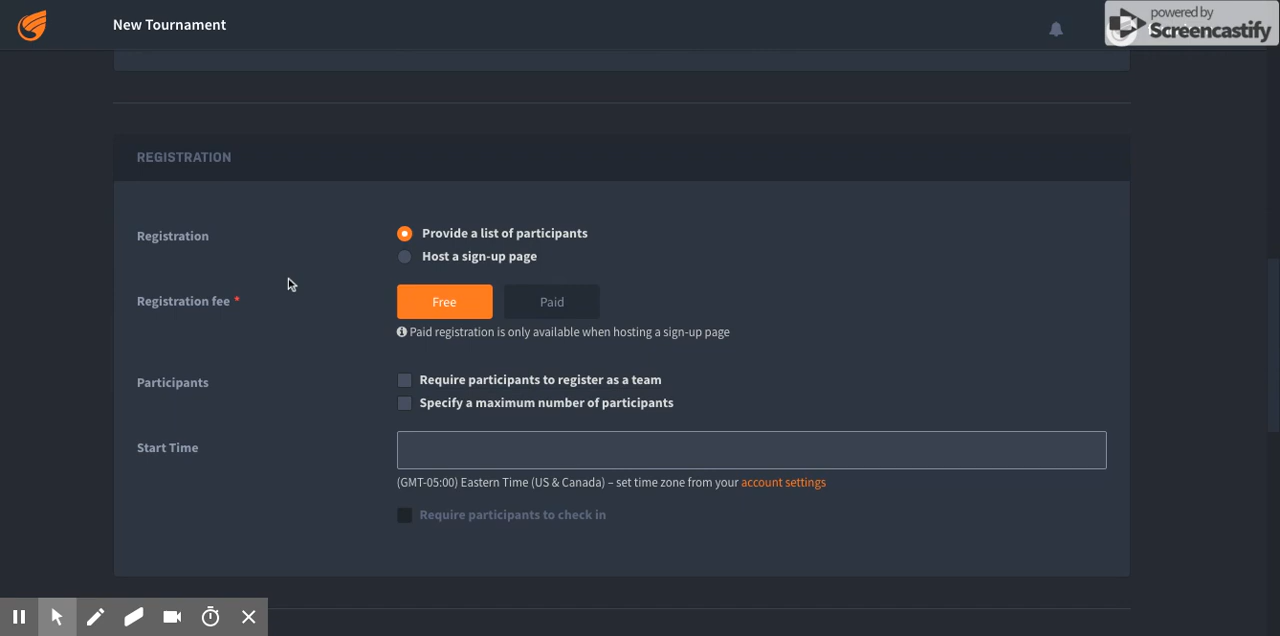 New Tournament
powered by
Screencastify
REGISTRATION
Registration
Provide a list of participants
Host a sign-up page
Registration fee *
Free
Paid
Paid registration is only available when hosting a sign-up page
Participants
Require participants to register as a team
Specify a maximum number of participants
Start Time
(GMT-05:00) Eastern Time (US & Canada) – set time zone from your account settings
Require participants to check in